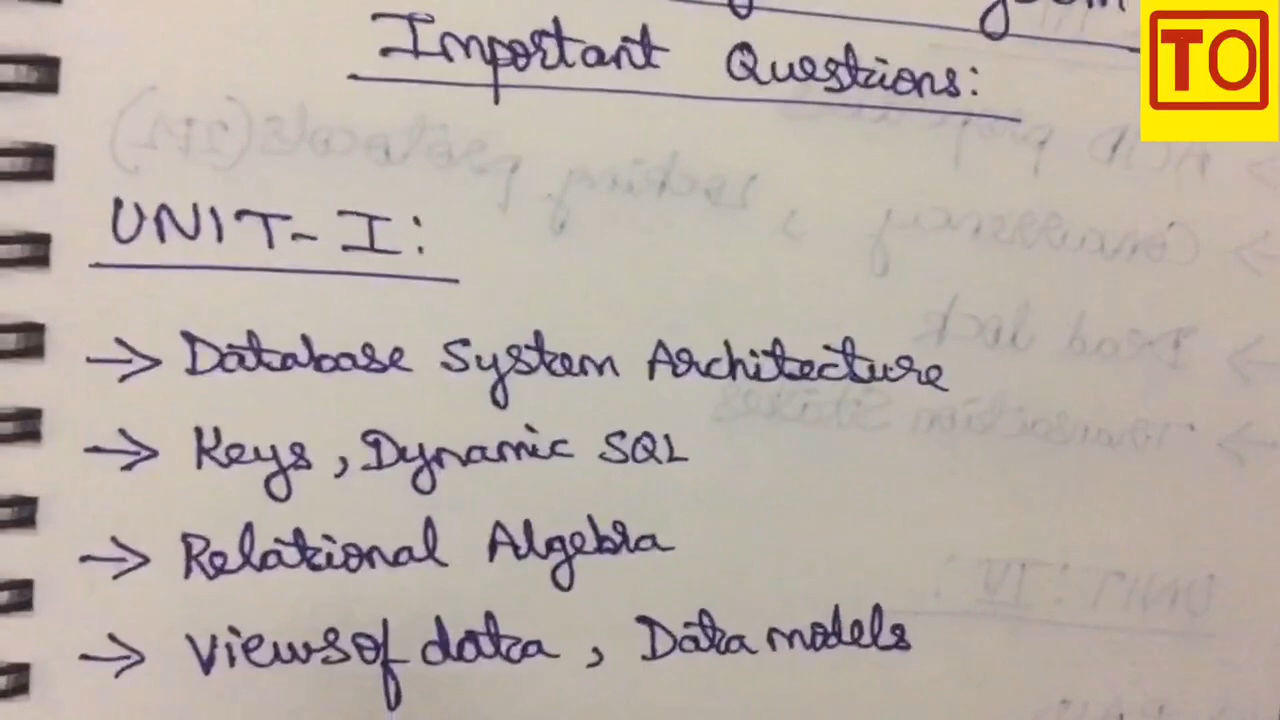 Important Questions:
TO
UNIT-I:
→ Database System Architecture
→ Keys, Dynamic SQL
→ Relational Algebra
→ Views of data, Data models